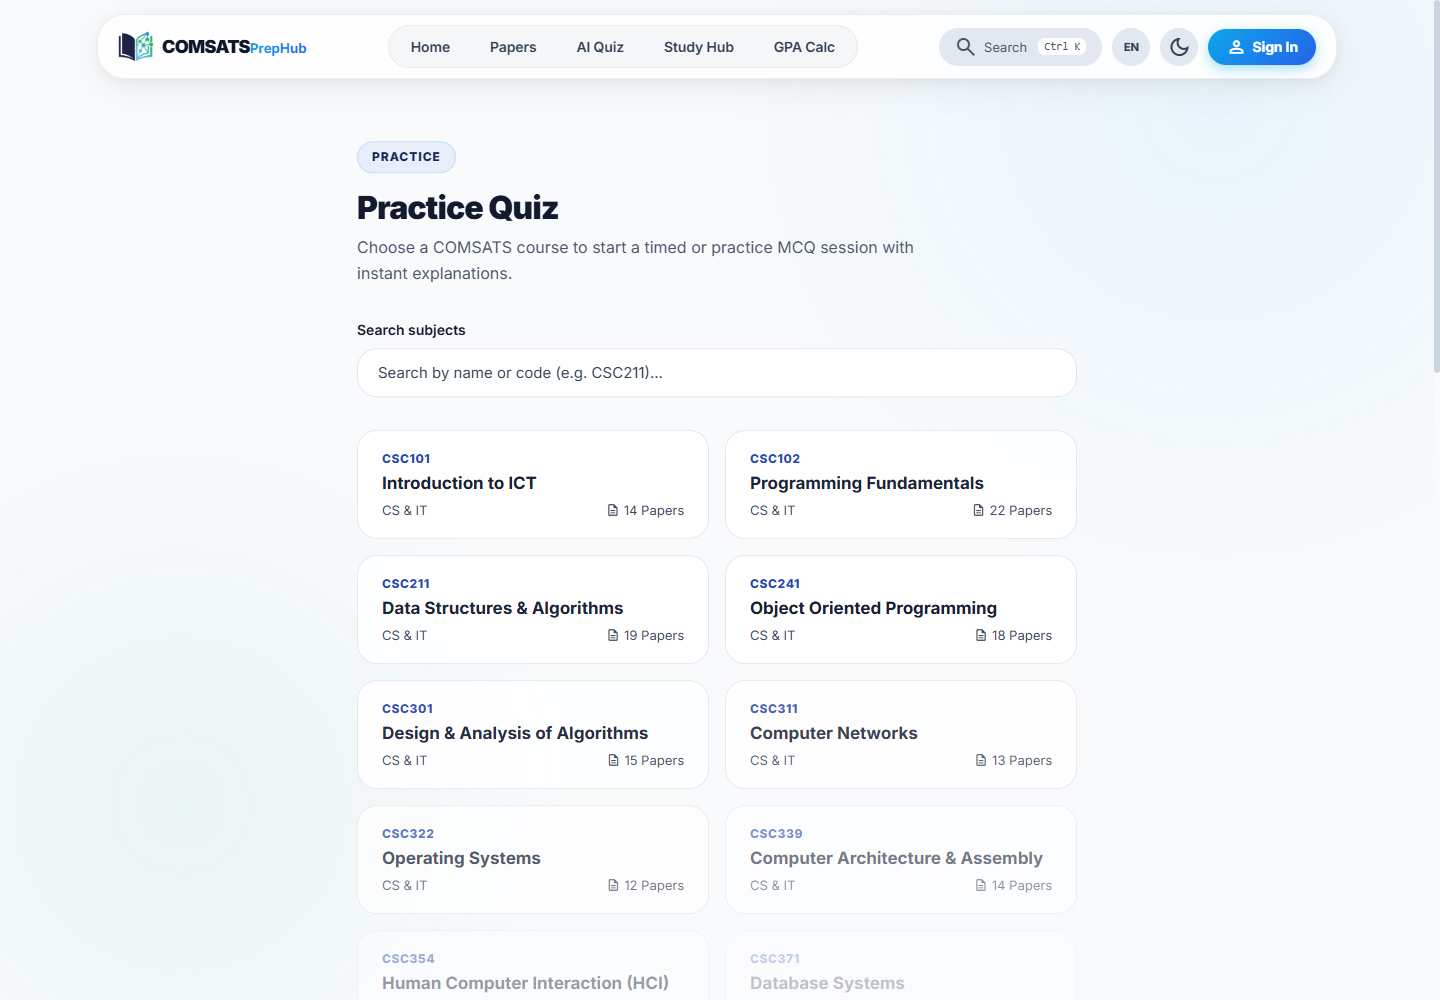 COMSATSPrepHub
Home
Papers
AI Quiz
Study Hub
GPA Calc
Search
Ctrl K
EN
Sign In
PRACTICE
Practice Quiz
Choose a COMSATS course to start a timed or practice MCQ session with
instant explanations.
Search subjects
Search by name or code (e.g. CSC211)...
CSC101
Introduction to ICT
CS & IT
14 Papers
CSC102
Programming Fundamentals
CS & IT
22 Papers
CSC211
Data Structures & Algorithms
CS & IT
19 Papers
CSC241
Object Oriented Programming
CS & IT
18 Papers
CSC301
Design & Analysis of Algorithms
CS & IT
15 Papers
CSC311
Computer Networks
CS & IT
13 Papers
CSC322
Operating Systems
CS & IT
12 Papers
CSC339
Computer Architecture & Assembly
CS & IT
14 Papers
CSC354
Human Computer Interaction (HCI)
CSC371
Database Systems